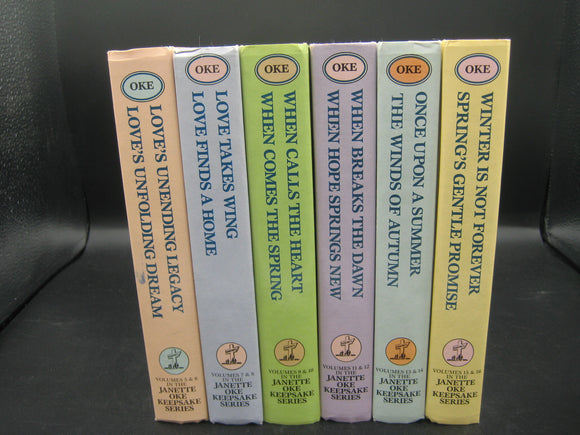 OKE
LOVE'S UNENDING LEGACY
LOVE'S UNFOLDING DREAM
VOLUMES 5 & 6
IN THE
JANETTE
OKE
KEEPSAKE
SERIES
OKE
LOVE TAKES WING
LOVE FINDS A HOME
VOLUMES 7 & 8
IN THE
JANETTE
OKE
KEEPSAKE
SERIES
OKE
WHEN CALLS THE HEART
WHEN COMES THE SPRING
VOLUMES 9 & 10
IN THE
JANETTE
OKE
KEEPSAKE
SERIES
OKE
WHEN BREAKS THE DAWN
WHEN HOPE SPRINGS NEW
VOLUMES 11 & 12
IN THE
JANETTE
OKE
KEEPSAKE
SERIES
OKE
ONCE UPON A SUMMER
THE WINDS OF AUTUMN
VOLUMES 13 & 14
IN THE
JANETTE
OKE
KEEPSAKE
SERIES
OKE
WINTER IS NOT FOREVER
SPRING'S GENTLE PROMISE
VOLUMES 15 & 16
IN THE
JANETTE
OKE
KEEPSAKE
SERIES